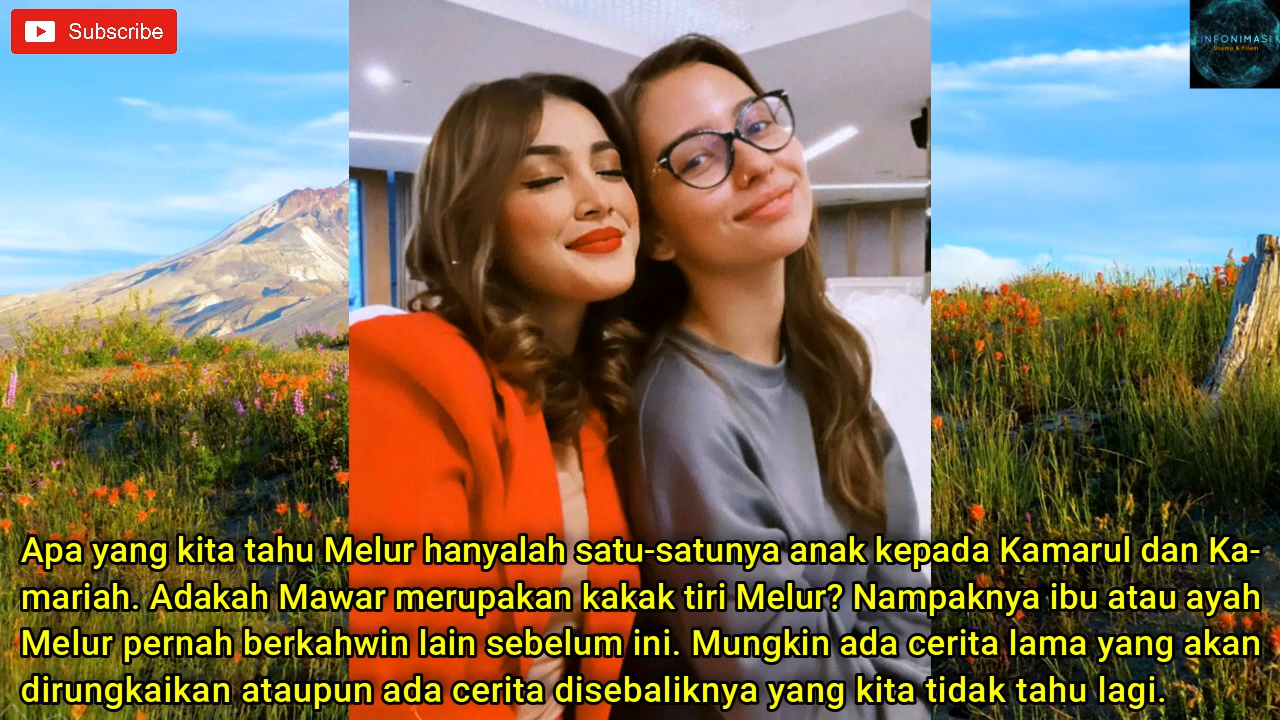 Subscribe
INFONIMASI
Drama & Filem
Apa yang kita tahu Melur hanyalah satu-satunya anak kepada Kamarul dan Ka-
mariah. Adakah Mawar merupakan kakak tiri Melur? Nampaknya ibu atau ayah
Melur pernah berkahwin lain sebelum ini. Mungkin ada cerita lama yang akan
dirungkaikan ataupun ada cerita disebaliknya yang kita tidak tahu lagi.